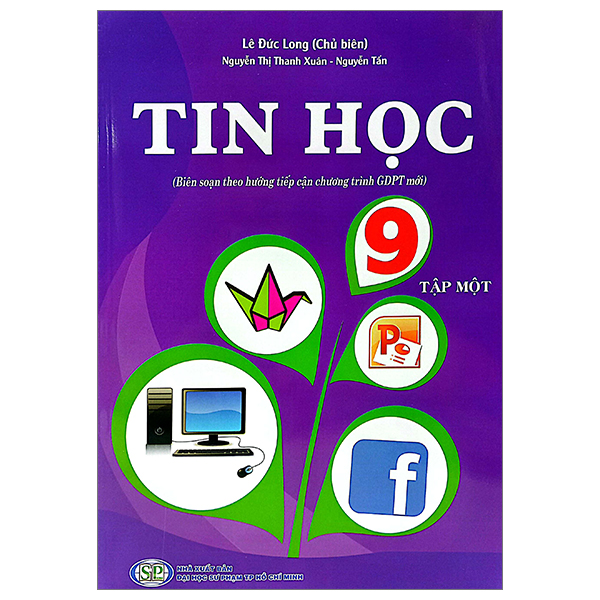 Lê Đức Long (Chủ biên)
Nguyễn Thị Thanh Xuân - Nguyễn Tấn
TIN HỌC
(Biên soạn theo hướng tiếp cận chương trình GDPT mới)
9
TẬP MỘT
P
f
SP
NHÀ XUẤT BẢN
ĐẠI HỌC SƯ PHẠM TP HỒ CHÍ MINH